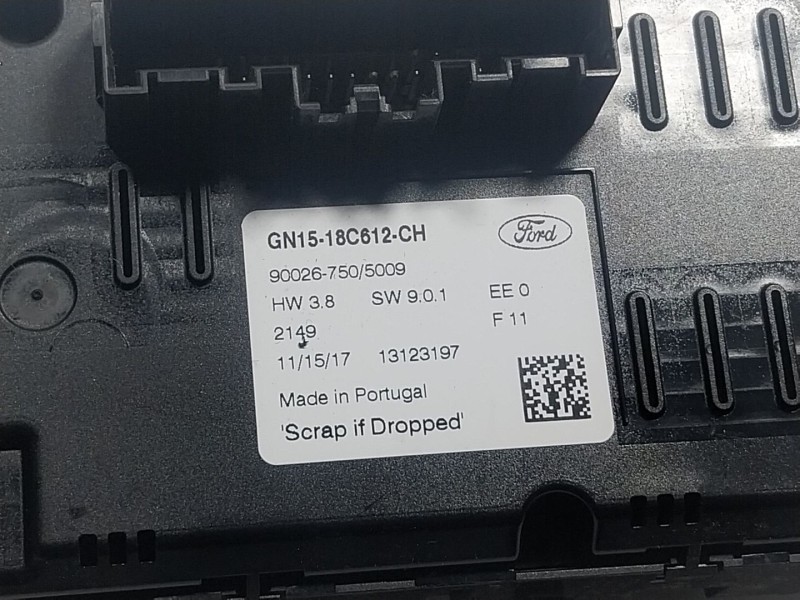 GN15-18C612-CH Ford
90026-750/5009
HW 3.8 SW 9.0.1 EE 0
2149 F 11
11/15/17 13123197
Made in Portugal
'Scrap if Dropped'